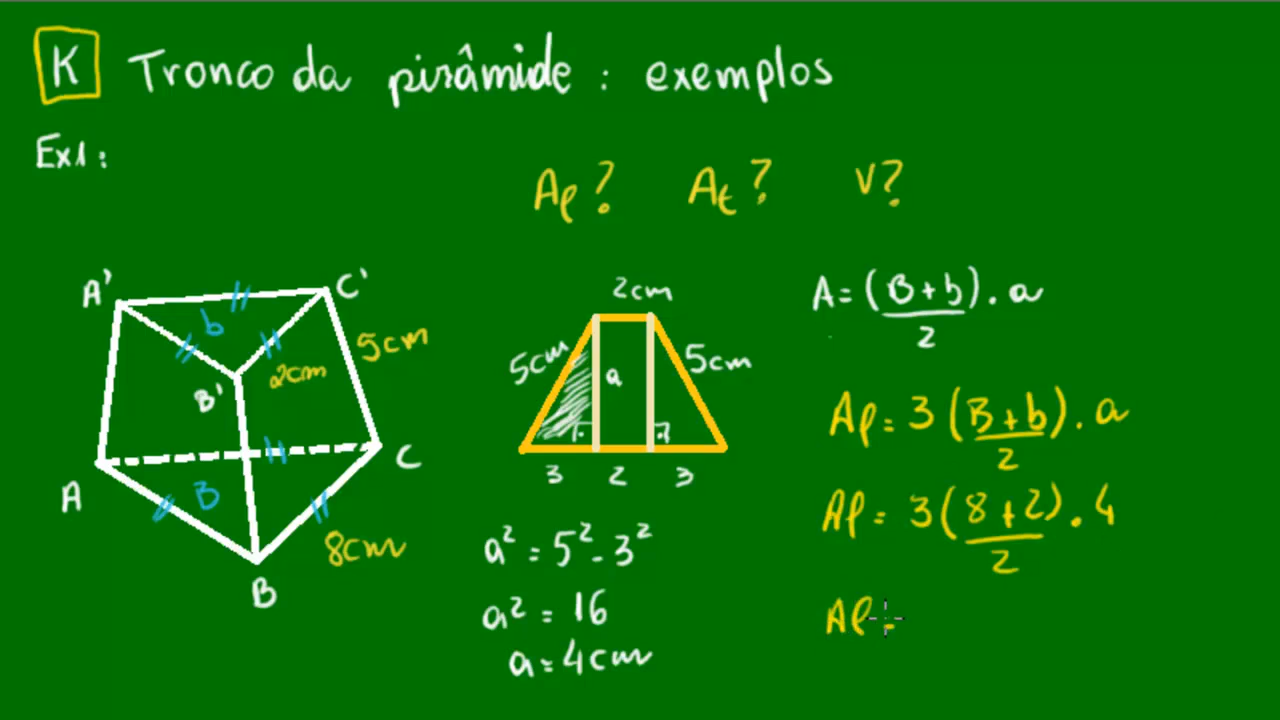 K Tronco da pirâmide : exemplos
Ex1:
Al? At? V?
A' C'
b
5cm
B' 2cm
A B C
8cm
B
2cm
5cm a 5cm
3 2 3
a² = 5² - 3²
a² = 16
a = 4cm
A = (B+b)/2 . a
Al = 3 (B+b)/2 . a
Al = 3 (8+2)/2 . 4
Al =